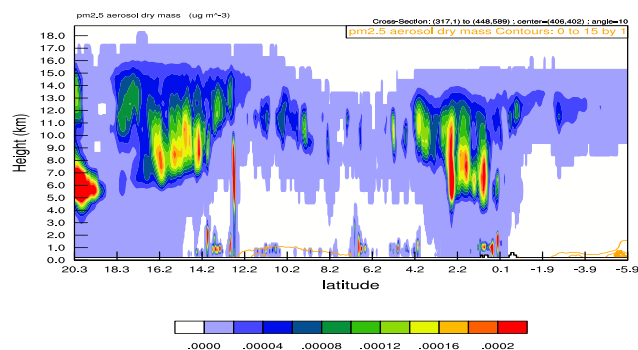 pm2.5 aerosol dry mass (ug m^-3)
Cross-Section: (317,1) to (448,589) ; center=(406,402) ; angle=10
pm2.5 aerosol dry mass Contours: 0 to 15 by 1
18.0
17.0
16.0
15.0
14.0
13.0
12.0
11.0
10.0
9.0
8.0
7.0
6.0
5.0
4.0
3.0
2.0
1.0
0.0
Height (km)
20.3 18.3 16.2 14.2 12.2 10.2 8.2 6.2 4.2 2.2 0.1 -1.9 -3.9 -5.9
latitude
.0000 .00004 .00008 .00012 .00016 .0002